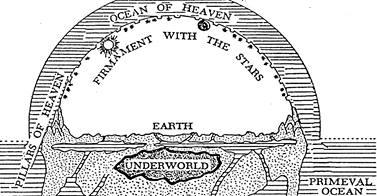 OCEAN OF HEAVEN
FIRMAMENT WITH THE STARS
PILLARS OF HEAVEN
EARTH
UNDERWORLD
PRIMEVAL
OCEAN